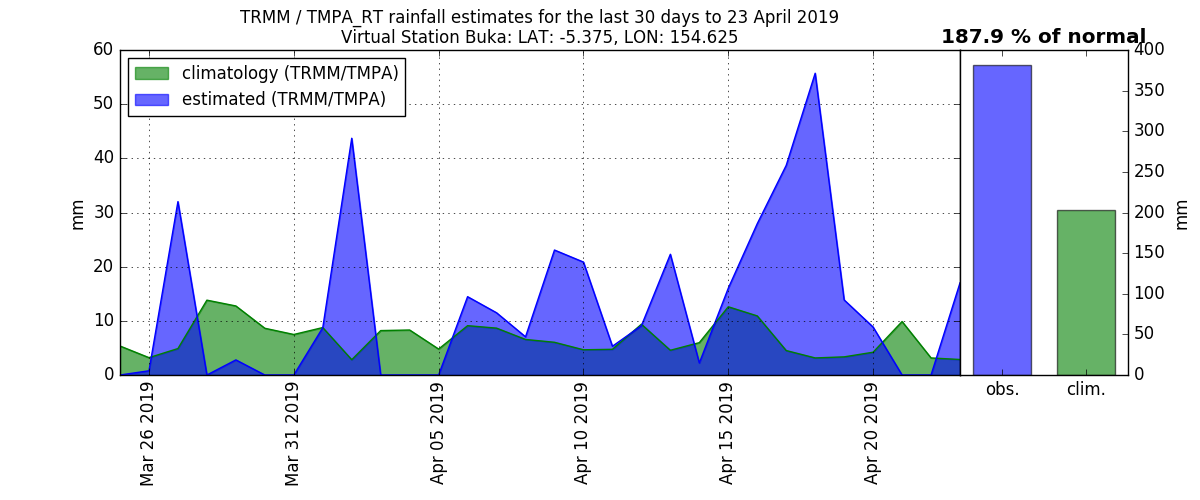 TRMM / TMPA_RT rainfall estimates for the last 30 days to 23 April 2019
Virtual Station Buka: LAT: -5.375, LON: 154.625
187.9 % of normal
climatology (TRMM/TMPA)
estimated (TRMM/TMPA)
60
50
40
30
20
10
0
mm
Mar 26 2019
Mar 31 2019
Apr 05 2019
Apr 10 2019
Apr 15 2019
Apr 20 2019
400
350
300
250
200
150
100
50
0
mm
obs.
clim.